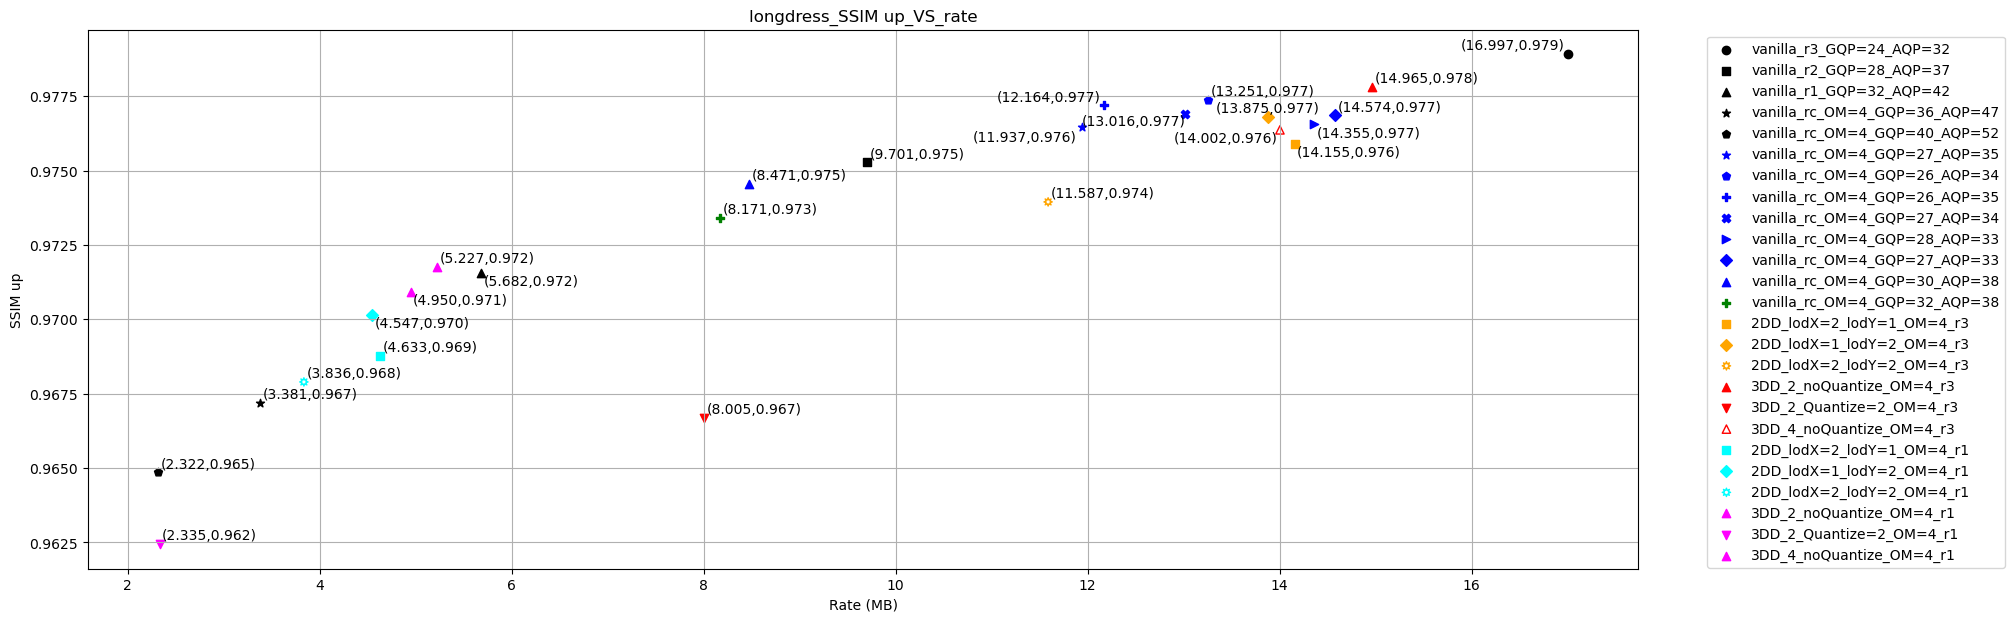 longdress_SSIM up_VS_rate
(16.997,0.979)
(14.965,0.978)
(13.251,0.977)
(12.164,0.977)
(13.875,0.977)
(14.574,0.977)
(13.016,0.977)
(11.937,0.976)
(14.002,0.976)
(14.355,0.977)
(14.155,0.976)
(9.701,0.975)
(8.471,0.975)
(11.587,0.974)
(8.171,0.973)
(5.227,0.972)
(5.682,0.972)
(4.950,0.971)
(4.547,0.970)
(4.633,0.969)
(3.836,0.968)
(3.381,0.967)
(8.005,0.967)
(2.322,0.965)
(2.335,0.962)
0.9775
0.9750
0.9725
0.9700
0.9675
0.9650
0.9625
SSIM up
2 4 6 8 10 12 14 16
Rate (MB)
vanilla_r3_GQP=24_AQP=32
vanilla_r2_GQP=28_AQP=37
vanilla_r1_GQP=32_AQP=42
vanilla_rc_OM=4_GQP=36_AQP=47
vanilla_rc_OM=4_GQP=40_AQP=52
vanilla_rc_OM=4_GQP=27_AQP=35
vanilla_rc_OM=4_GQP=26_AQP=34
vanilla_rc_OM=4_GQP=26_AQP=35
vanilla_rc_OM=4_GQP=27_AQP=34
vanilla_rc_OM=4_GQP=28_AQP=33
vanilla_rc_OM=4_GQP=27_AQP=33
vanilla_rc_OM=4_GQP=30_AQP=38
vanilla_rc_OM=4_GQP=32_AQP=38
2DD_lodX=2_lodY=1_OM=4_r3
2DD_lodX=1_lodY=2_OM=4_r3
2DD_lodX=2_lodY=2_OM=4_r3
3DD_2_noQuantize_OM=4_r3
3DD_2_Quantize=2_OM=4_r3
3DD_4_noQuantize_OM=4_r3
2DD_lodX=2_lodY=1_OM=4_r1
2DD_lodX=1_lodY=2_OM=4_r1
2DD_lodX=2_lodY=2_OM=4_r1
3DD_2_noQuantize_OM=4_r1
3DD_2_Quantize=2_OM=4_r1
3DD_4_noQuantize_OM=4_r1